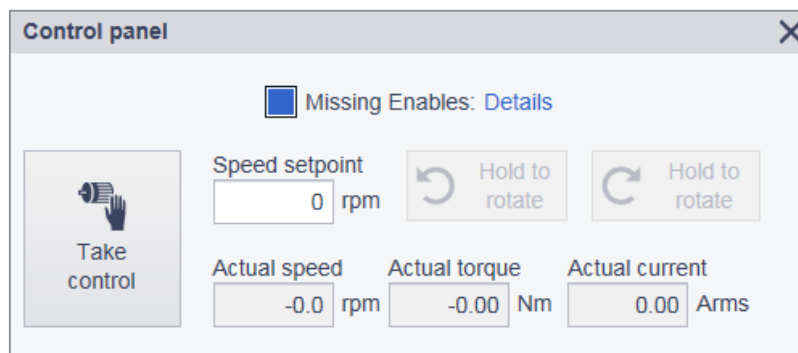 Control panel
Missing Enables: Details
Take
control
Speed setpoint
0 rpm
Hold to
rotate
Hold to
rotate
Actual speed
-0.0 rpm
Actual torque
-0.00 Nm
Actual current
0.00 Arms